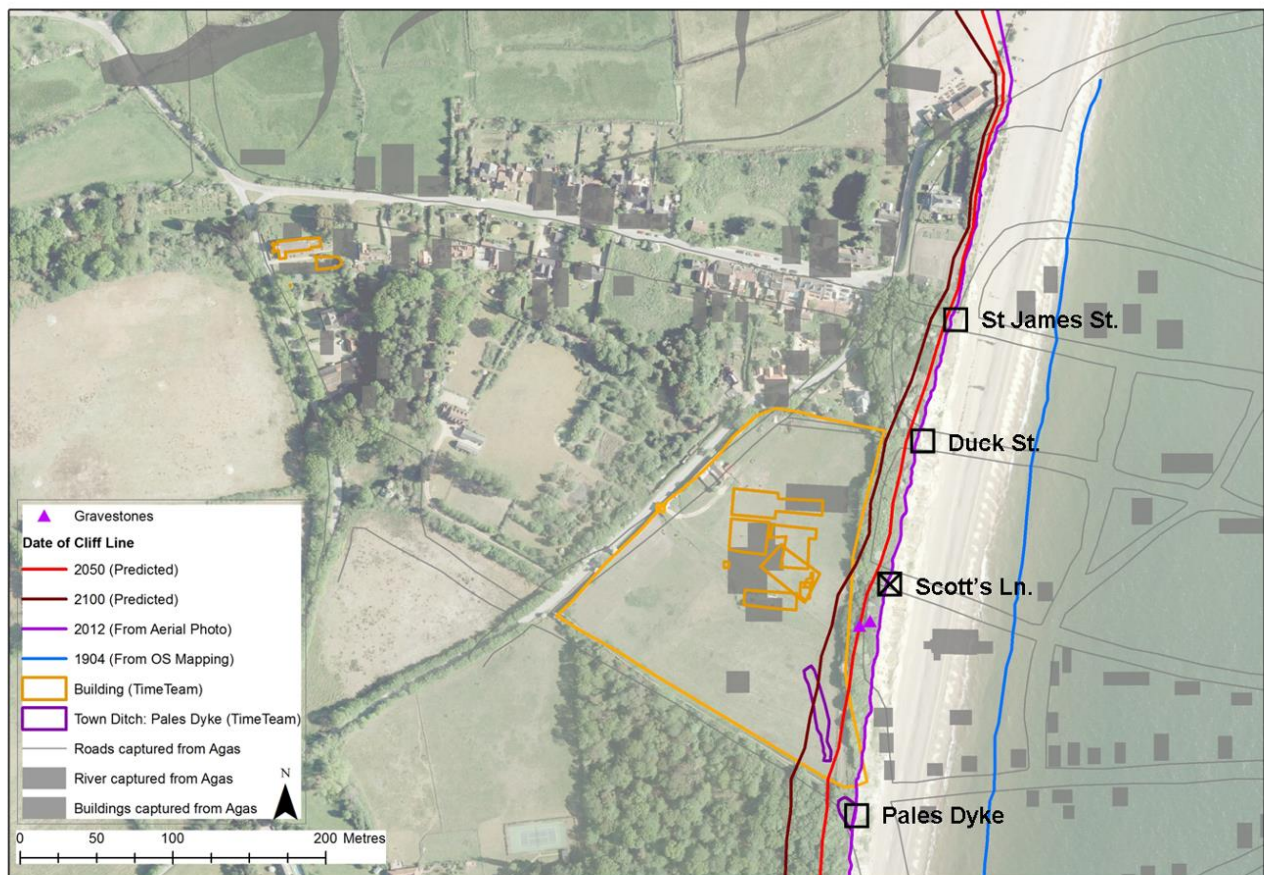 St James St.
Duck St.
Scott's Ln.
Pales Dyke
Gravestones
Date of Cliff Line
2050 (Predicted)
2100 (Predicted)
2012 (From Aerial Photo)
1904 (From OS Mapping)
Building (TimeTeam)
Town Ditch: Pales Dyke (TimeTeam)
Roads captured from Agas
River captured from Agas
Buildings captured from Agas
N
0 50 100 200 Metres